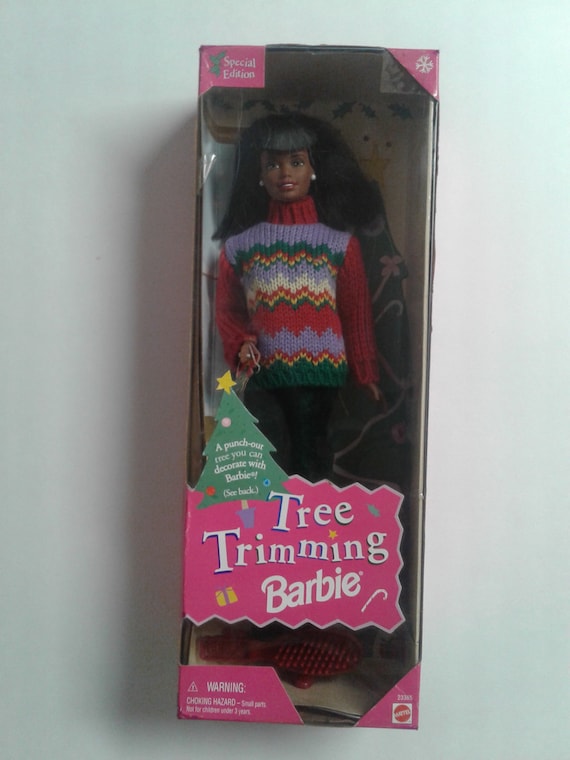 Special
Edition
A punch-out
tree you can
decorate with
Barbie®!
(See back.)
Tree
Trimming
Barbie®
WARNING:
CHOKING HAZARD – Small parts
Not for children under 3 years.
23365
MATTEL